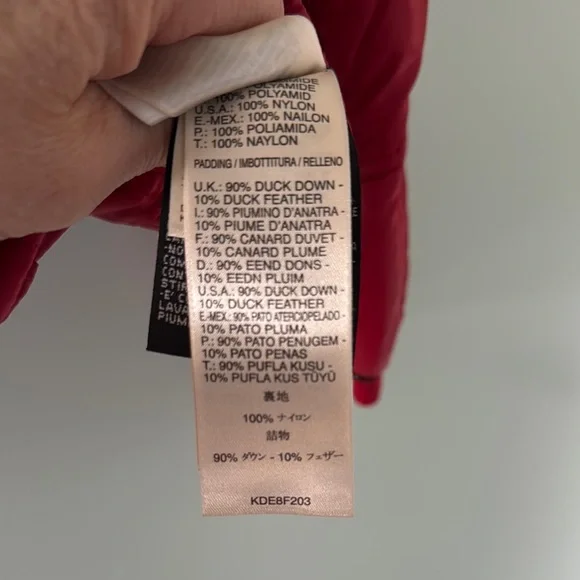 POLYAMIDE
100% POLYAMID
U.S.A.: 100% NYLON
E.-MEX.: 100% NAILON
P.: 100% POLIAMIDA
T.: 100% NAYLON
PADDING / IMBOTTITURA / RELLENO
U.K.: 90% DUCK DOWN -
10% DUCK FEATHER
I.: 90% PIUMINO D'ANATRA -
10% PIUME D'ANATRA
F.: 90% CANARD DUVET -
10% CANARD PLUME
D.: 90% EEND DONS -
10% EEDN PLUIM
U.S.A.: 90% DUCK DOWN -
10% DUCK FEATHER
E.-MEX.: 90% PATO ATERCIOPELADO -
10% PATO PLUMA
P.: 90% PATO PENUGEM -
10% PATO PENAS
T.: 90% PUFLA KUSU -
10% PUFLA KUS TÜYÜ
裏地
100% ナイロン
詰物
90% ダウン - 10% フェザー
KDE8F203